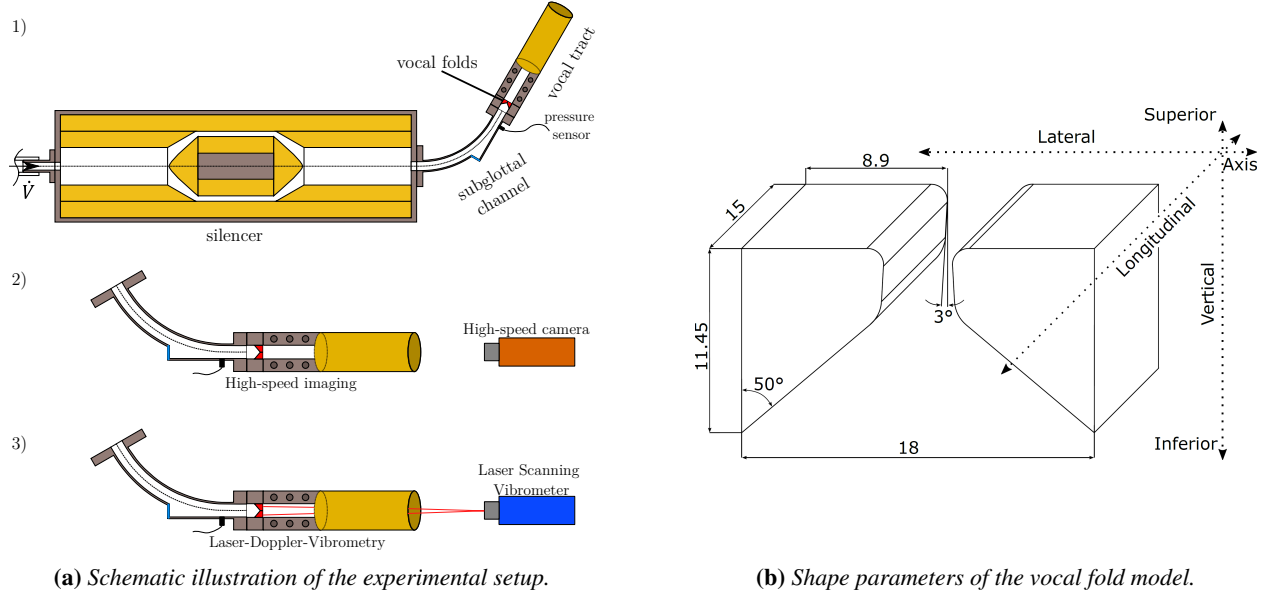 1)
vocal folds
vocal tract
pressure
sensor
subglottal
channel
V̇
silencer
2)
High-speed camera
High-speed imaging
3)
Laser Scanning
Vibrometer
Laser-Doppler-Vibrometry
(a) Schematic illustration of the experimental setup.
Superior
Lateral
Axis
8.9
15
Longitudinal
Vertical
3°
11.45
50°
18
Inferior
(b) Shape parameters of the vocal fold model.